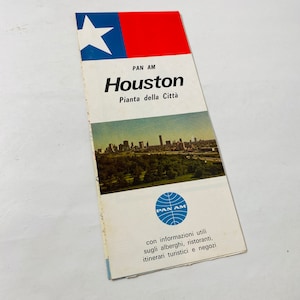 PAN AM
Houston
Pianta della Città
PAN AM
con informazioni utili
sugli alberghi, ristoranti,
itinerari turistici e negozi